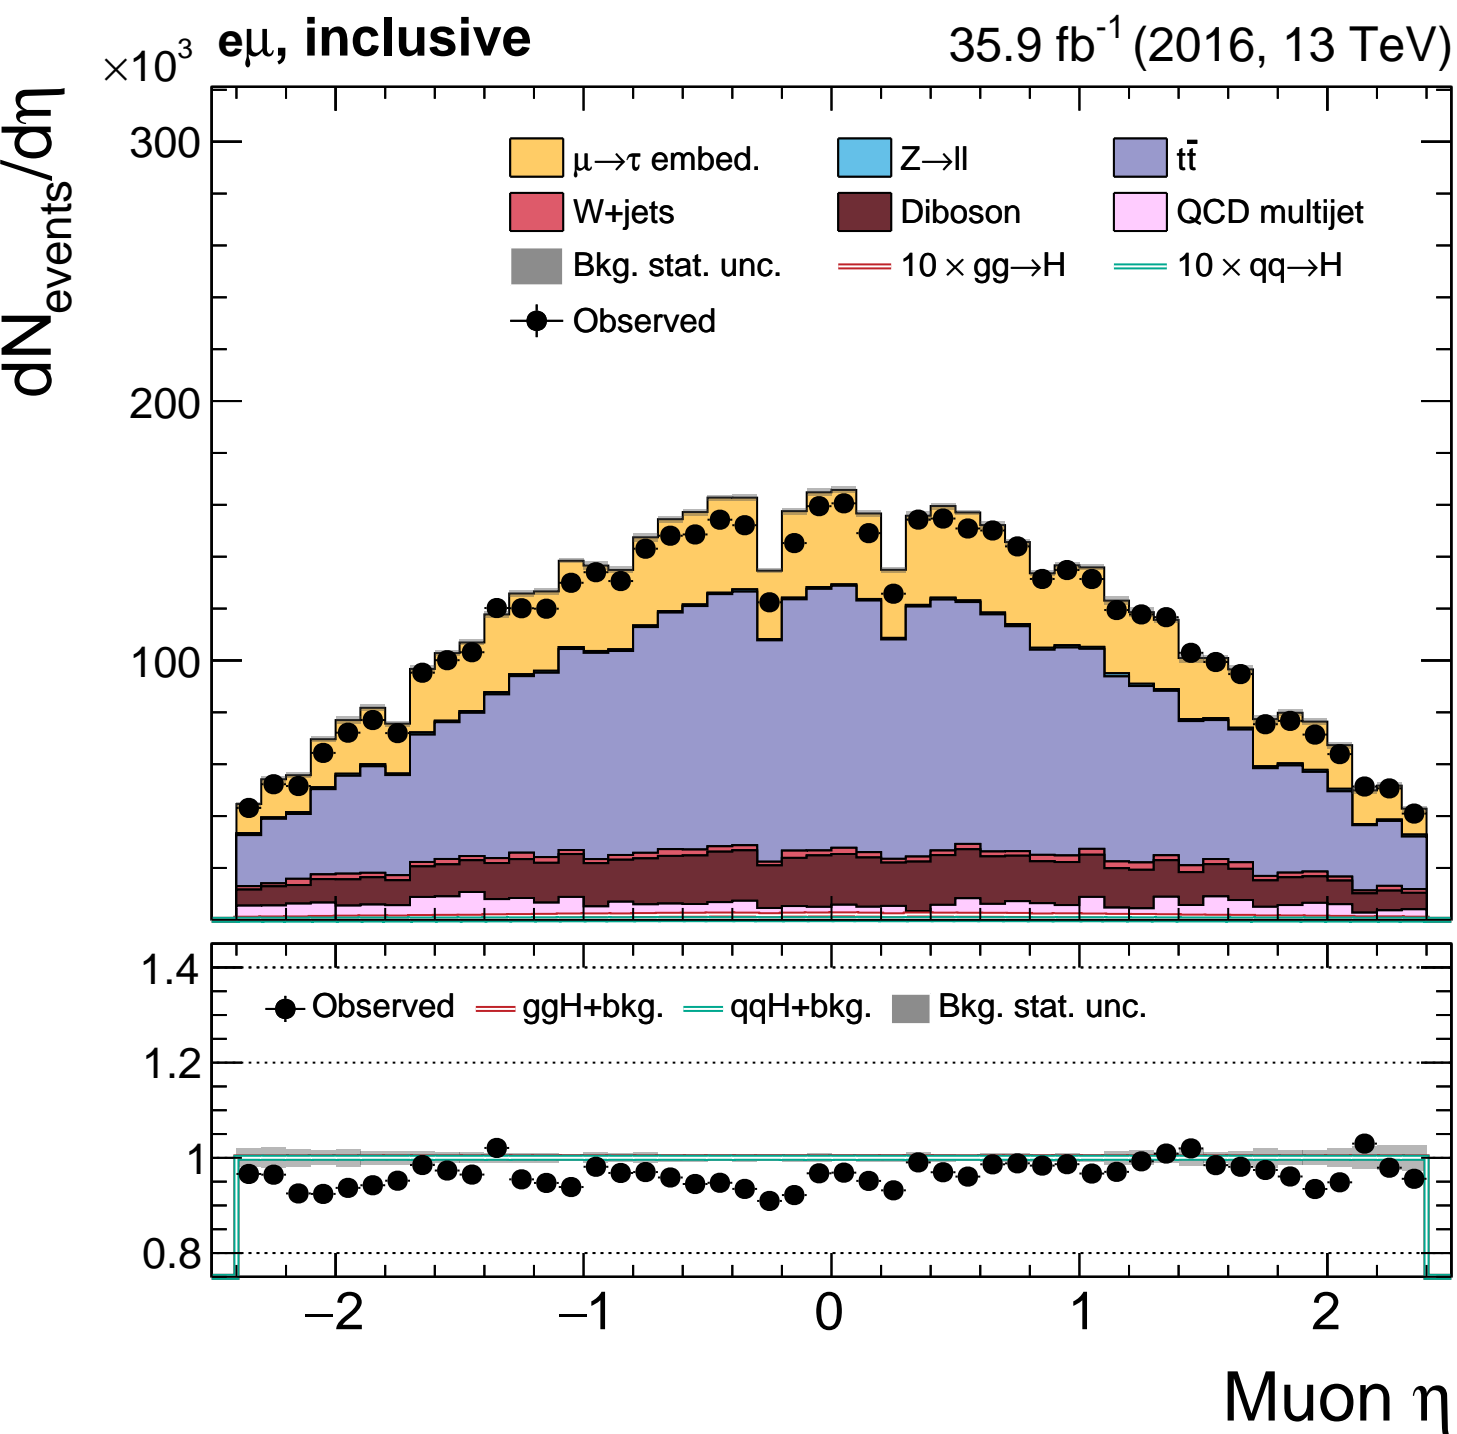 eμ, inclusive 35.9 fb⁻¹ (2016, 13 TeV)
×10³
dN_events/dη
300
200
100
μ→τ embed. Z→ll tt̄
W+jets Diboson QCD multijet
Bkg. stat. unc. 10 × gg→H 10 × qq→H
Observed
1.4
1.2
1
0.8
Observed ggH+bkg. qqH+bkg. Bkg. stat. unc.
−2 −1 0 1 2
Muon η